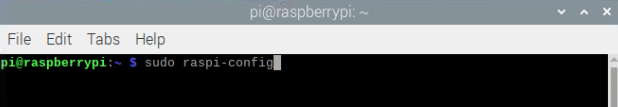 pi@raspberrypi: ~
File Edit Tabs Help
pi@raspberrypi:~ $ sudo raspi-config